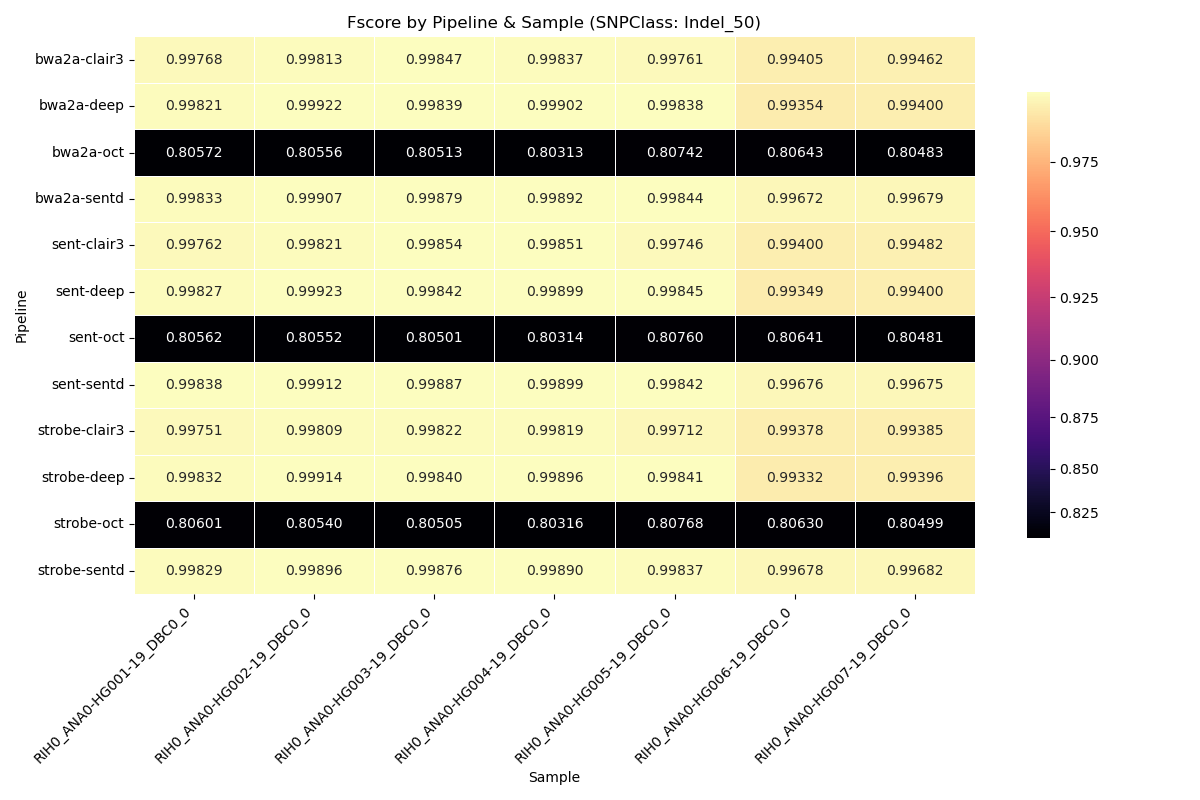 Fscore by Pipeline & Sample (SNPClass: Indel_50)
Pipeline
bwa2a-clair3 0.99768 0.99813 0.99847 0.99837 0.99761 0.99405 0.99462
bwa2a-deep 0.99821 0.99922 0.99839 0.99902 0.99838 0.99354 0.99400
bwa2a-oct 0.80572 0.80556 0.80513 0.80313 0.80742 0.80643 0.80483
bwa2a-sentd 0.99833 0.99907 0.99879 0.99892 0.99844 0.99672 0.99679
sent-clair3 0.99762 0.99821 0.99854 0.99851 0.99746 0.99400 0.99482
sent-deep 0.99827 0.99923 0.99842 0.99899 0.99845 0.99349 0.99400
sent-oct 0.80562 0.80552 0.80501 0.80314 0.80760 0.80641 0.80481
sent-sentd 0.99838 0.99912 0.99887 0.99899 0.99842 0.99676 0.99675
strobe-clair3 0.99751 0.99809 0.99822 0.99819 0.99712 0.99378 0.99385
strobe-deep 0.99832 0.99914 0.99840 0.99896 0.99841 0.99332 0.99396
strobe-oct 0.80601 0.80540 0.80505 0.80316 0.80768 0.80630 0.80499
strobe-sentd 0.99829 0.99896 0.99876 0.99890 0.99837 0.99678 0.99682
RIH0_ANA0-HG001-19_DBC0_0
RIH0_ANA0-HG002-19_DBC0_0
RIH0_ANA0-HG003-19_DBC0_0
RIH0_ANA0-HG004-19_DBC0_0
RIH0_ANA0-HG005-19_DBC0_0
RIH0_ANA0-HG006-19_DBC0_0
RIH0_ANA0-HG007-19_DBC0_0
Sample
0.975
0.950
0.925
0.900
0.875
0.850
0.825